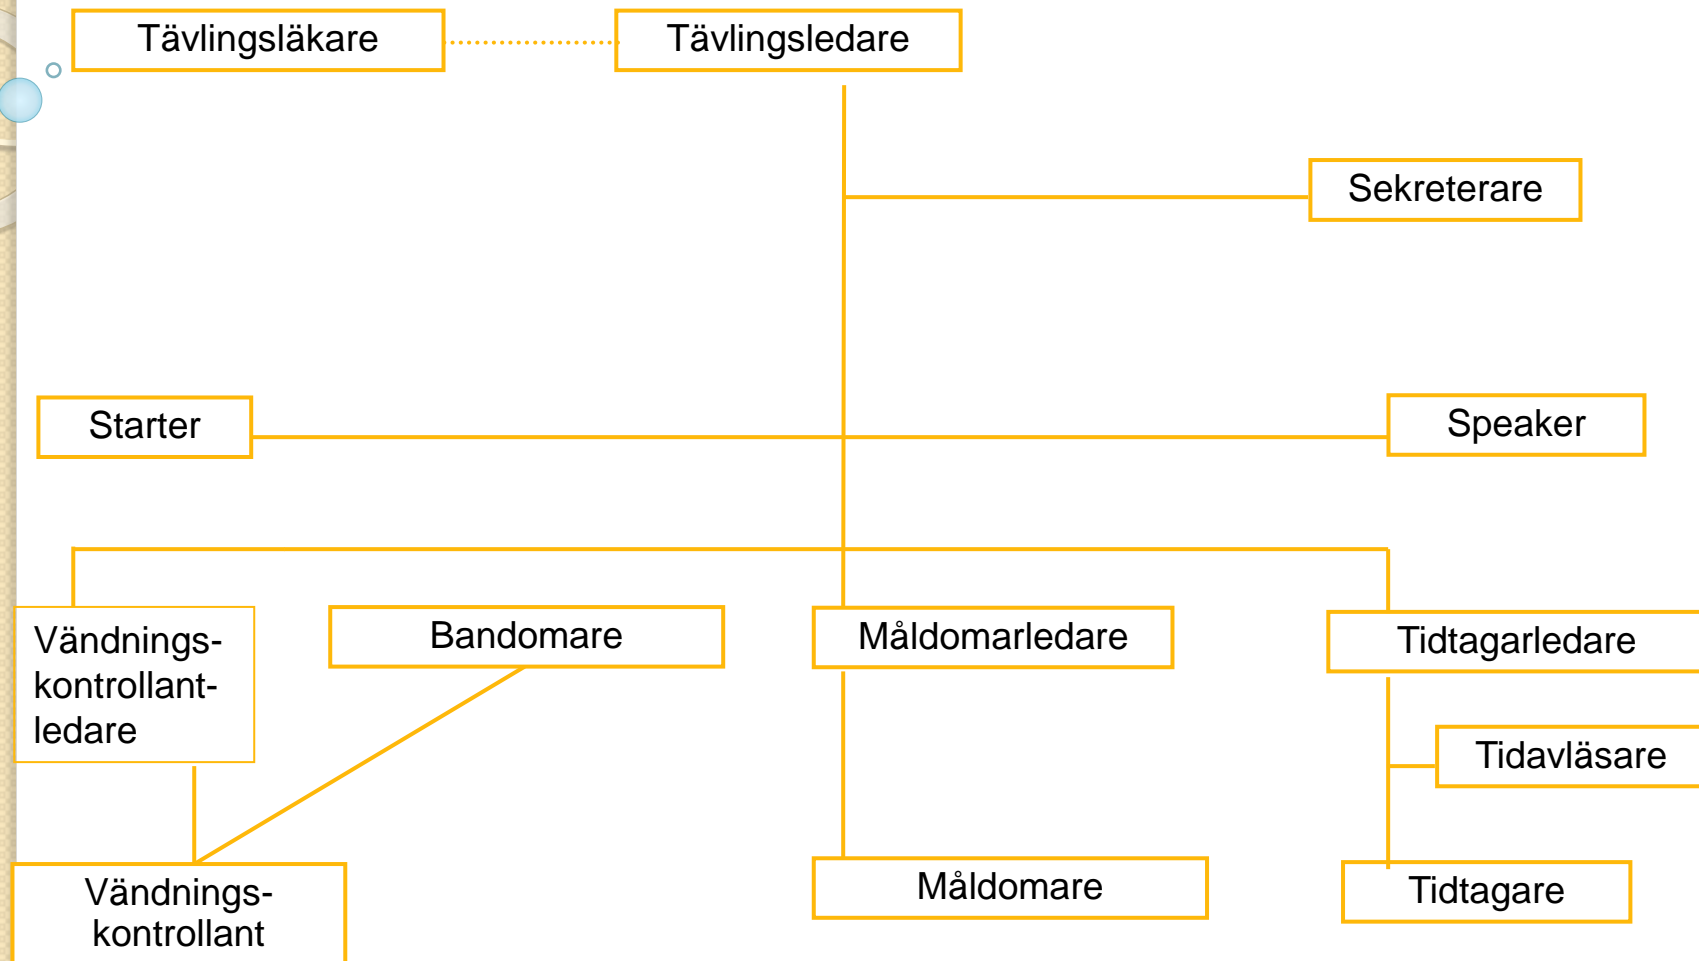 Tävlingsläkare
Tävlingsledare
Sekreterare
Starter
Speaker
Vändnings-
kontrollant-
ledare
Bandomare
Måldomarledare
Tidtagarledare
Tidavläsare
Vändnings-
kontrollant
Måldomare
Tidtagare